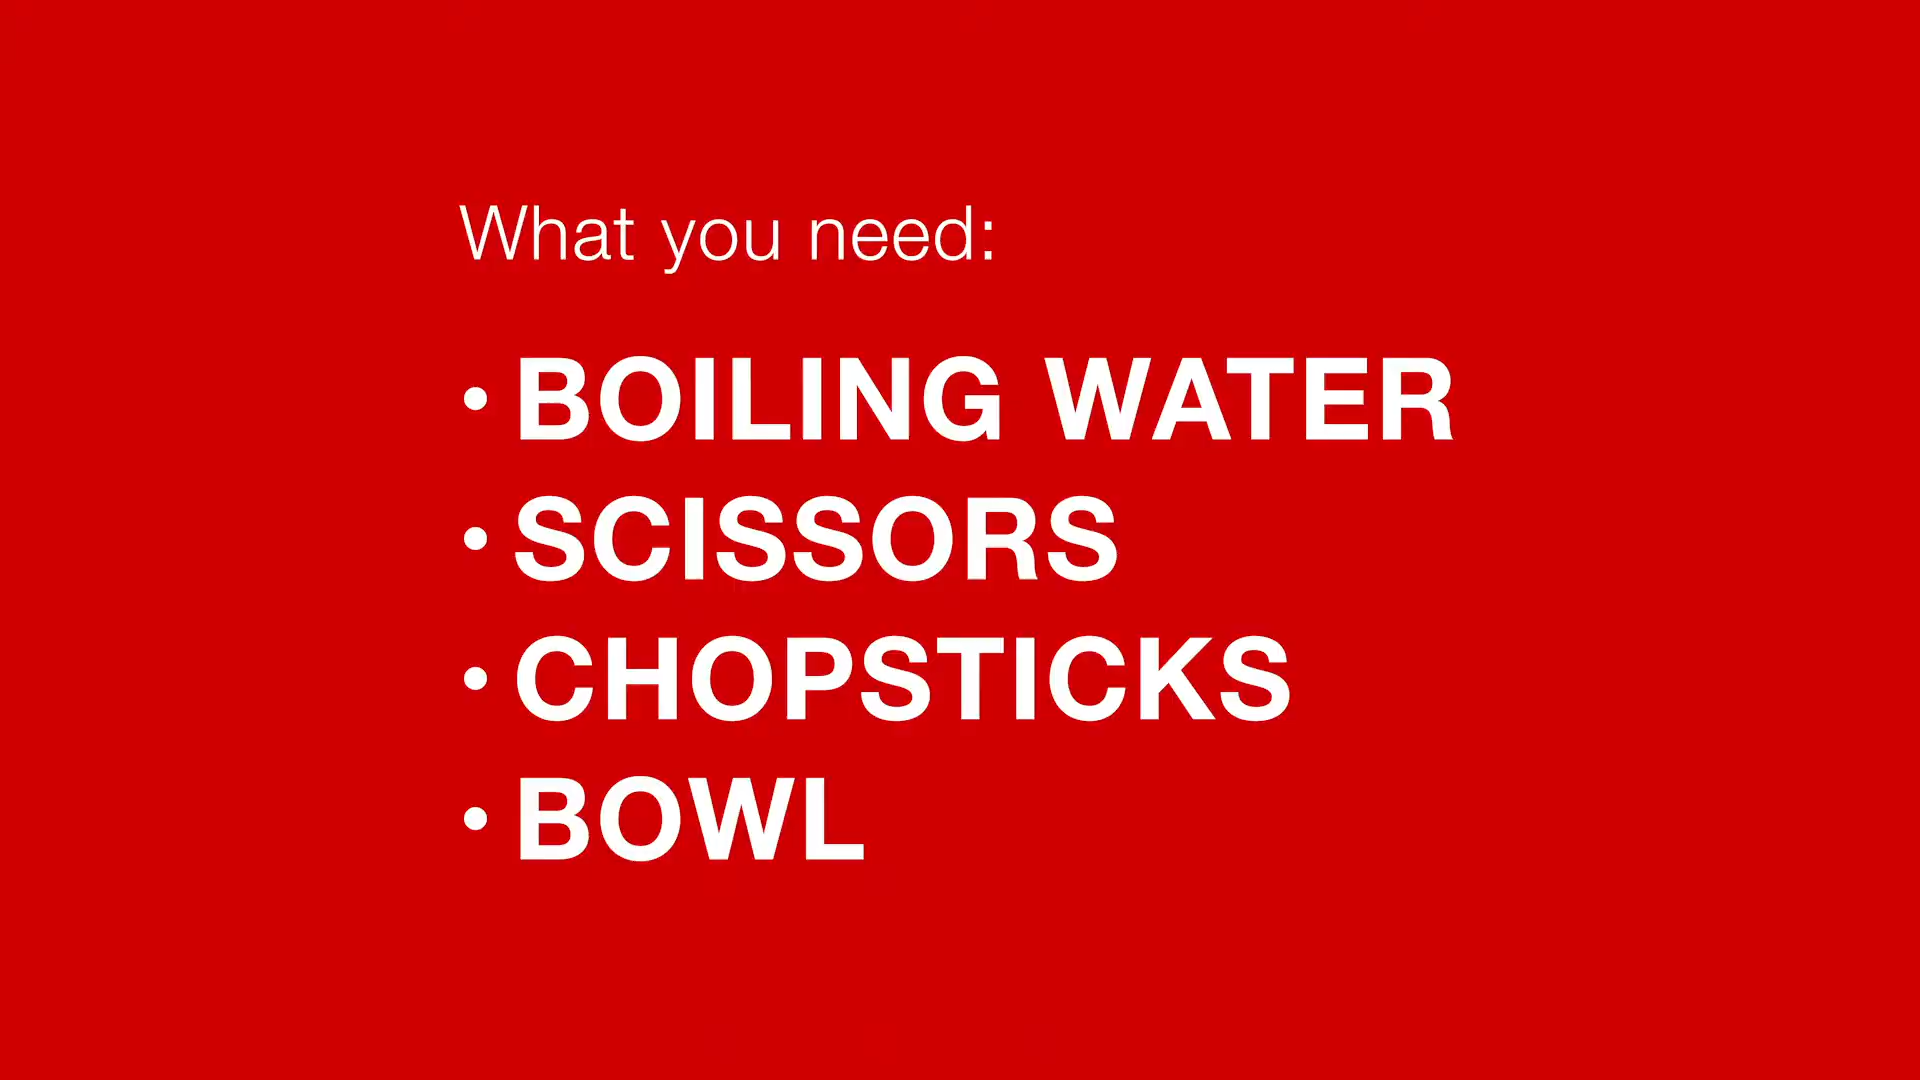 What you need:
• BOILING WATER
• SCISSORS
• CHOPSTICKS
• BOWL